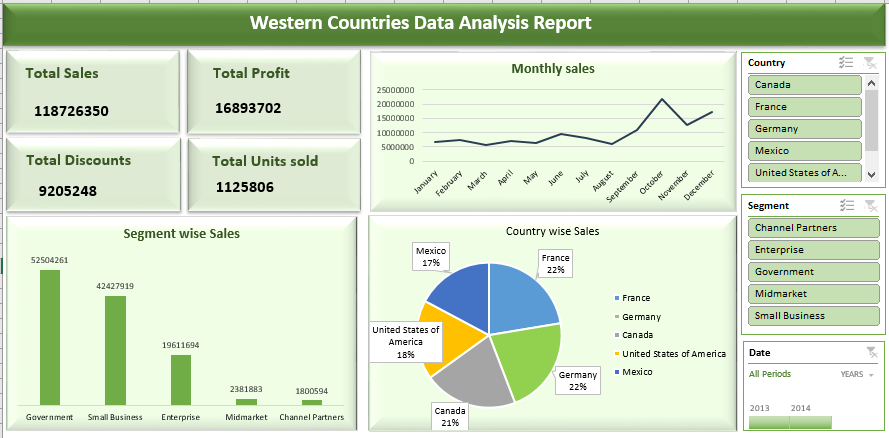 Western Countries Data Analysis Report
Total Sales
118726350
Total Profit
16893702
Total Discounts
9205248
Total Units sold
1125806
Monthly sales
25000000
20000000
15000000
10000000
5000000
0
January
February
March
April
May
June
July
August
September
October
November
December
Country
Canada
France
Germany
Mexico
United States of A...
Segment
Channel Partners
Enterprise
Government
Midmarket
Small Business
Segment wise Sales
52504261
42427919
19611694
2381883
1800594
Government
Small Business
Enterprise
Midmarket
Channel Partners
Country wise Sales
Mexico
17%
France
22%
United States of
America
18%
Germany
22%
Canada
21%
France
Germany
Canada
United States of America
Mexico
Date
All Periods
YEARS
2013
2014